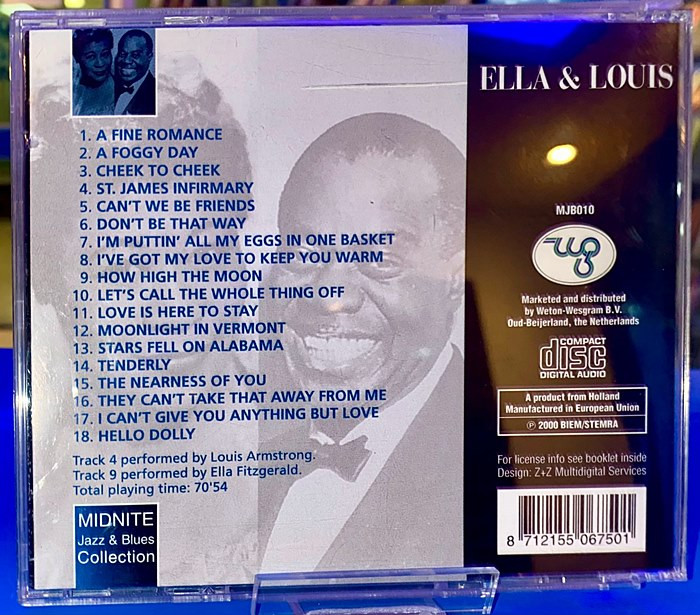 1. A FINE ROMANCE
2. A FOGGY DAY
3. CHEEK TO CHEEK
4. ST. JAMES INFIRMARY
5. CAN'T WE BE FRIENDS
6. DON'T BE THAT WAY
7. I'M PUTTIN' ALL MY EGGS IN ONE BASKET
8. I'VE GOT MY LOVE TO KEEP YOU WARM
9. HOW HIGH THE MOON
10. LET'S CALL THE WHOLE THING OFF
11. LOVE IS HERE TO STAY
12. MOONLIGHT IN VERMONT
13. STARS FELL ON ALABAMA
14. TENDERLY
15. THE NEARNESS OF YOU
16. THEY CAN'T TAKE THAT AWAY FROM ME
17. I CAN'T GIVE YOU ANYTHING BUT LOVE
18. HELLO DOLLY
Track 4 performed by Louis Armstrong.
Track 9 performed by Ella Fitzgerald.
Total playing time: 70'54
MIDNITE
Jazz & Blues
Collection
ELLA & LOUIS
MJB010
wg
Marketed and distributed
by Weton-Wesgram B.V.
Oud-Beijerland, the Netherlands
COMPACT
disc
DIGITAL AUDIO
A product from Holland
Manufactured in European Union
℗ 2000 BIEM/STEMRA
For license info see booklet inside
Design: Z+Z Multidigital Services
8 712155 067501